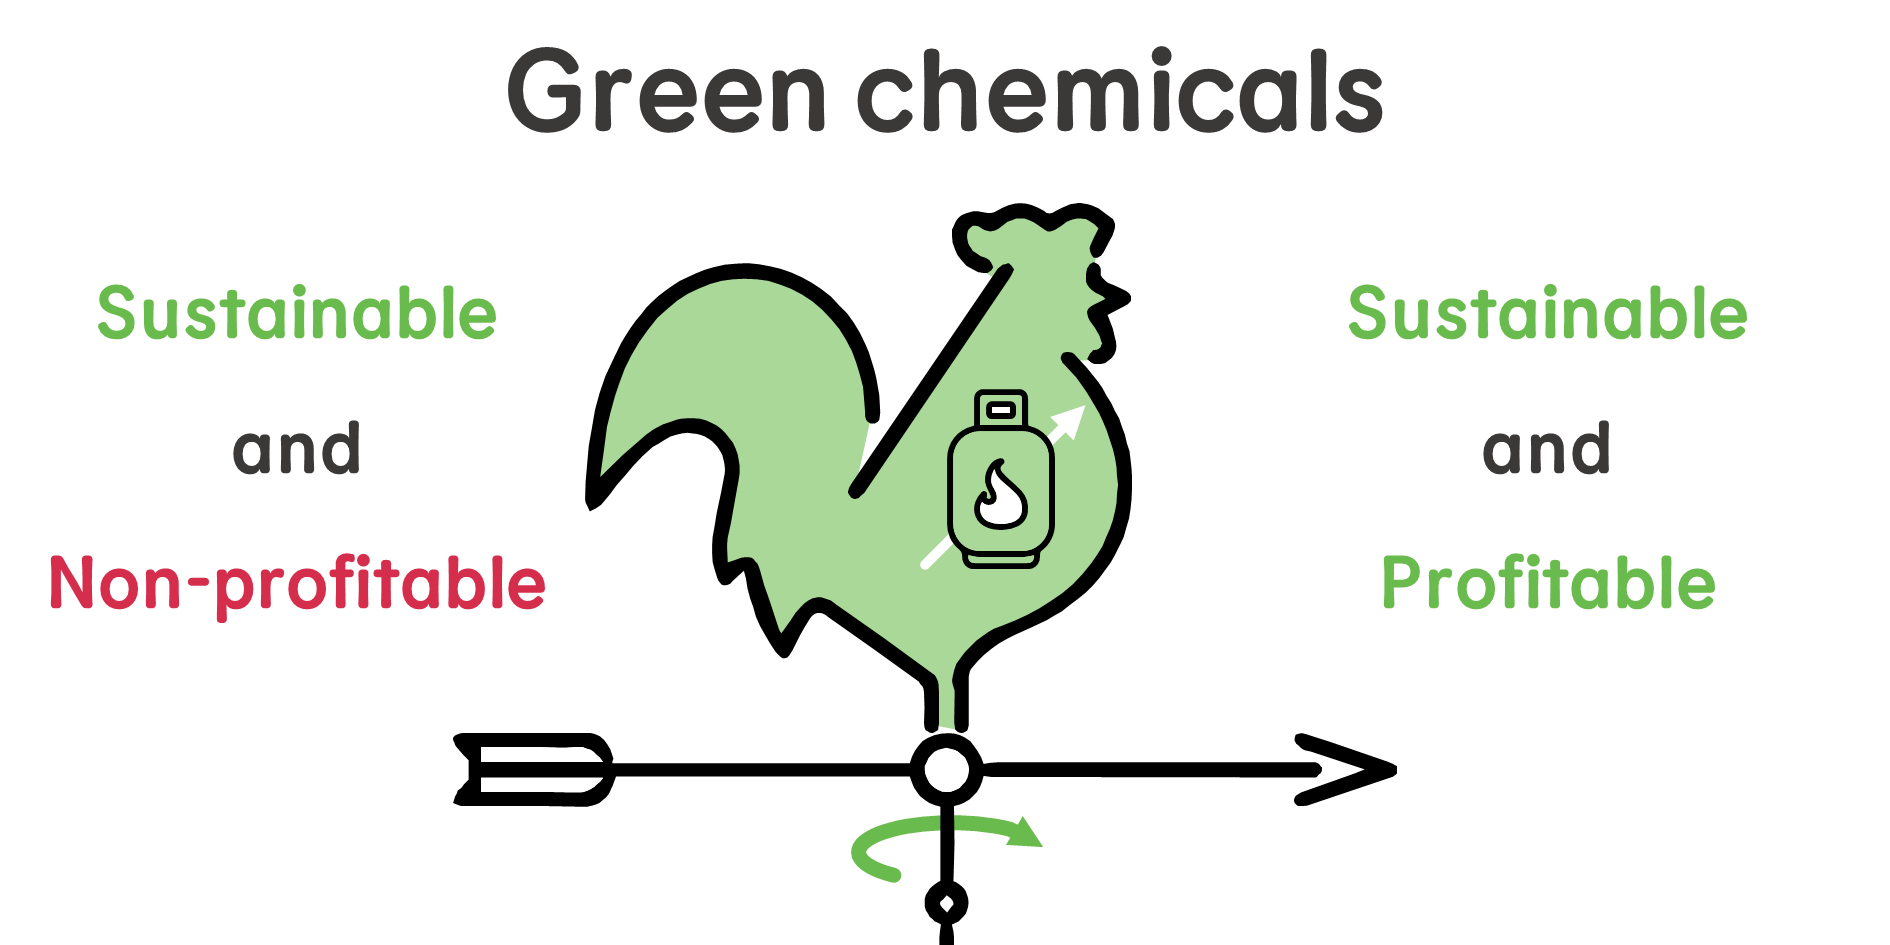 Green chemicals
Sustainable
and
Non-profitable
Sustainable
and
Profitable